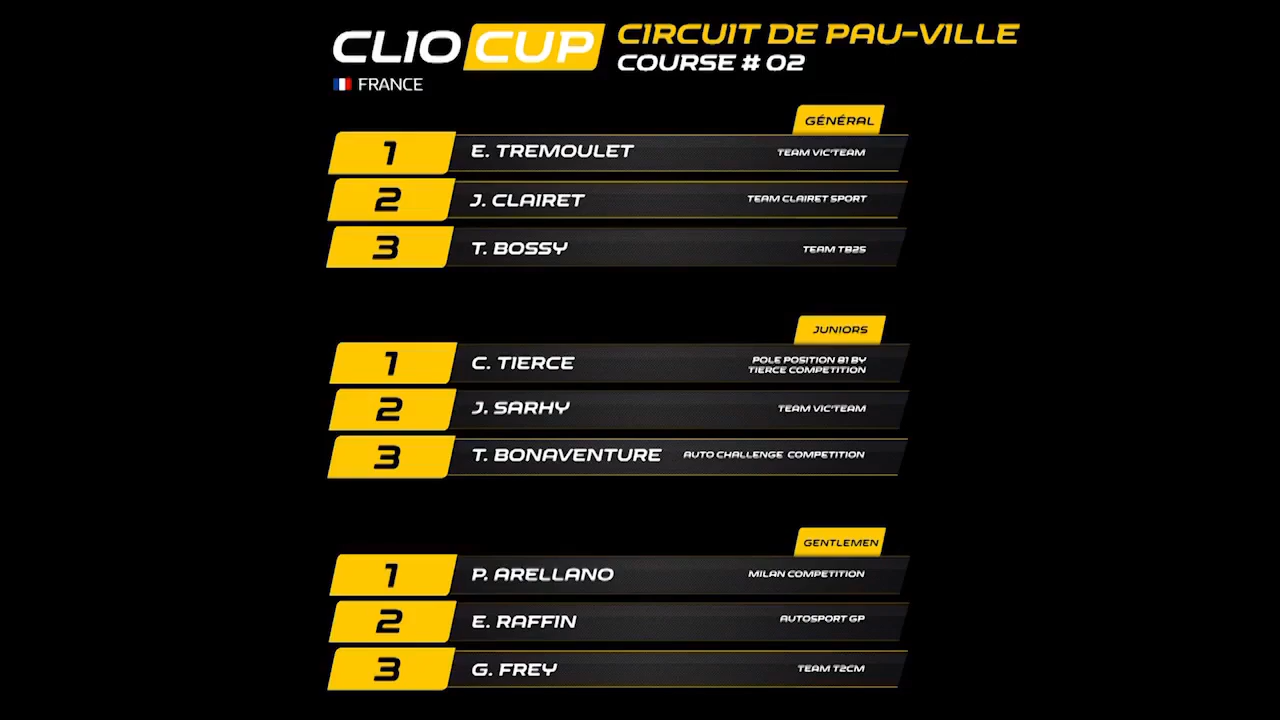 CLIO CUP
CIRCUIT DE PAU-VILLE
COURSE # 02
FRANCE
GÉNÉRAL
1 E. TREMOULET TEAM VIC'TEAM
2 J. CLAIRET TEAM CLAIRET SPORT
3 T. BOSSY TEAM TB2S
JUNIORS
1 C. TIERCE POLE POSITION 81 BY
TIERCE COMPETITION
2 J. SARHY TEAM VIC'TEAM
3 T. BONAVENTURE AUTO CHALLENGE COMPETITION
GENTLEMEN
1 P. ARELLANO MILAN COMPETITION
2 E. RAFFIN AUTOSPORT GP
3 G. FREY TEAM T2CM